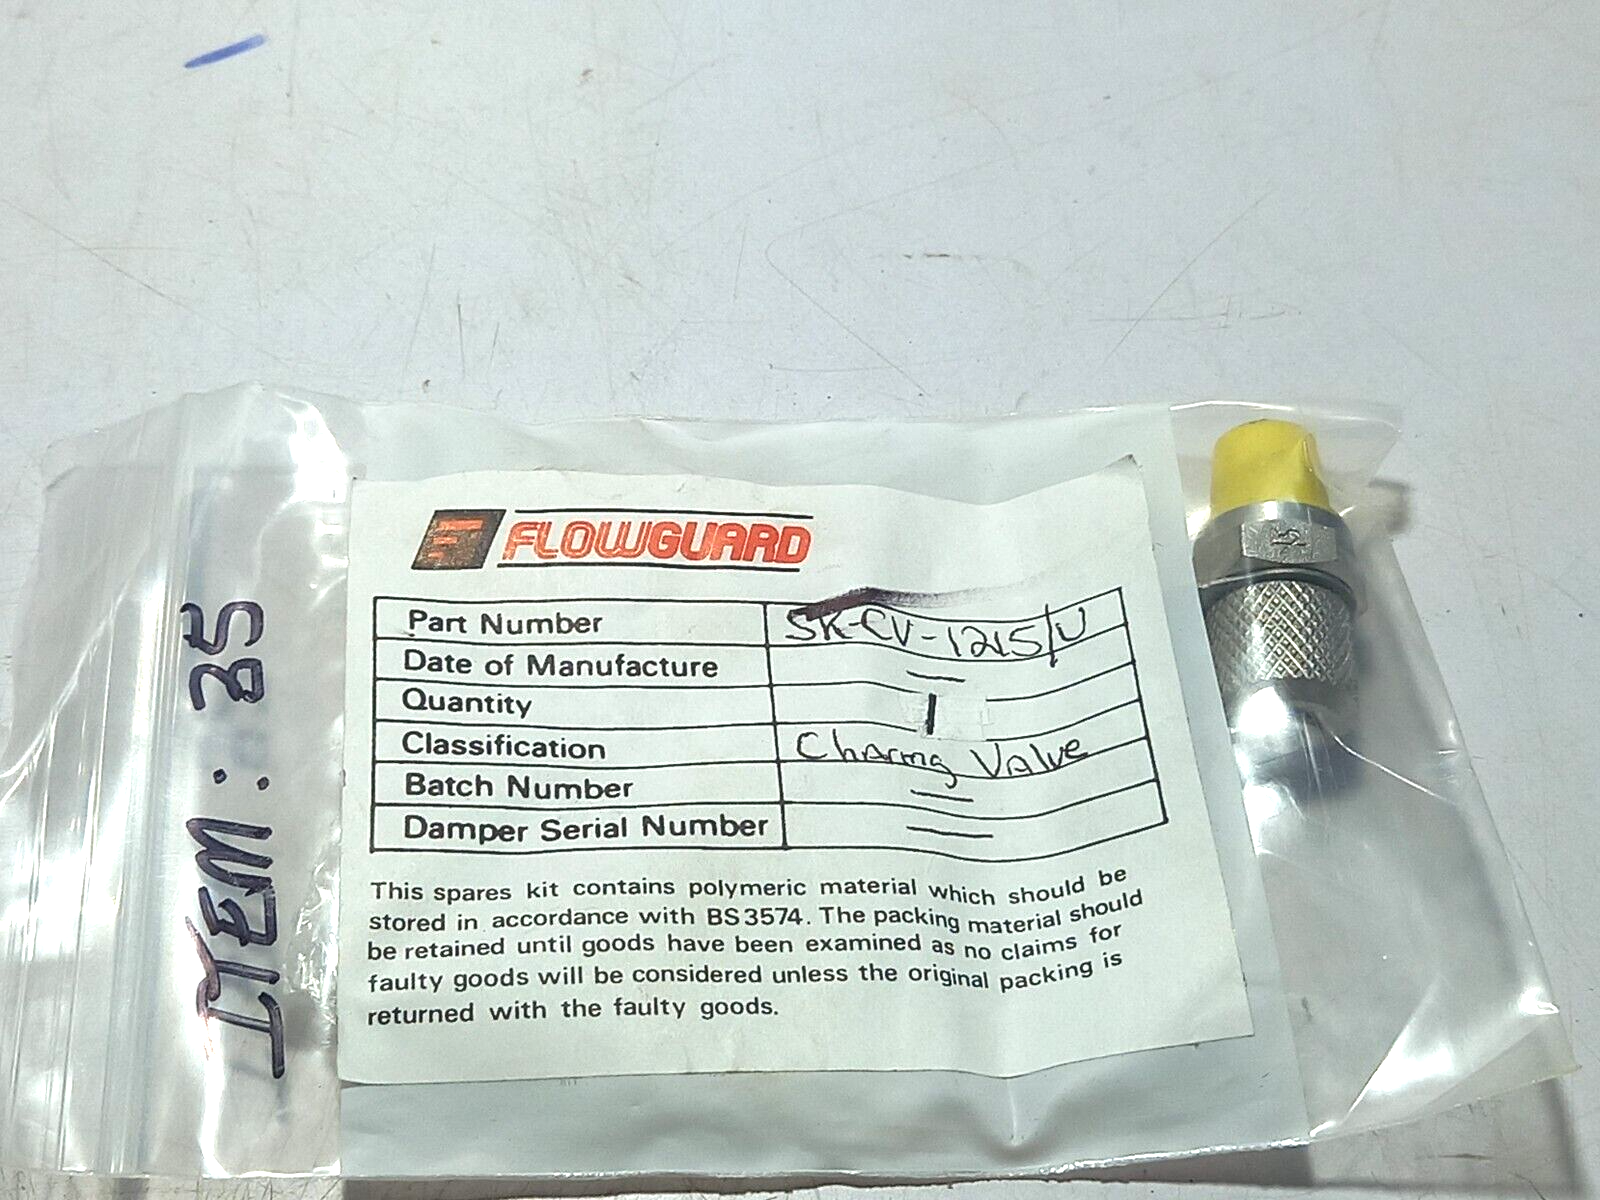 FLOWGUARD
Part Number SK-CV-1215/U
Date of Manufacture —
Quantity 1
Classification Charing Valve
Batch Number —
Damper Serial Number —
This spares kit contains polymeric material which should be
stored in accordance with BS 3574. The packing material should
be retained until goods have been examined as no claims for
faulty goods will be considered unless the original packing is
returned with the faulty goods.
ITEM: 35